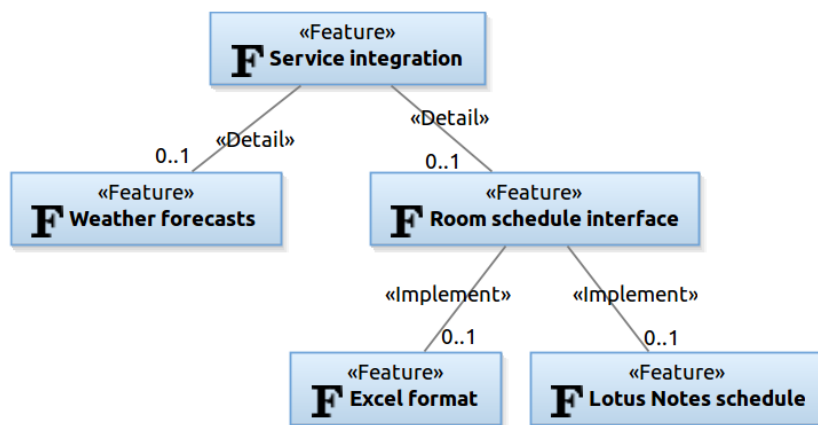 «Feature»
F Service integration
«Detail»
«Detail»
0..1
0..1
«Feature»
F Weather forecasts
«Feature»
F Room schedule interface
«Implement»
«Implement»
0..1
0..1
«Feature»
F Excel format
«Feature»
F Lotus Notes schedule